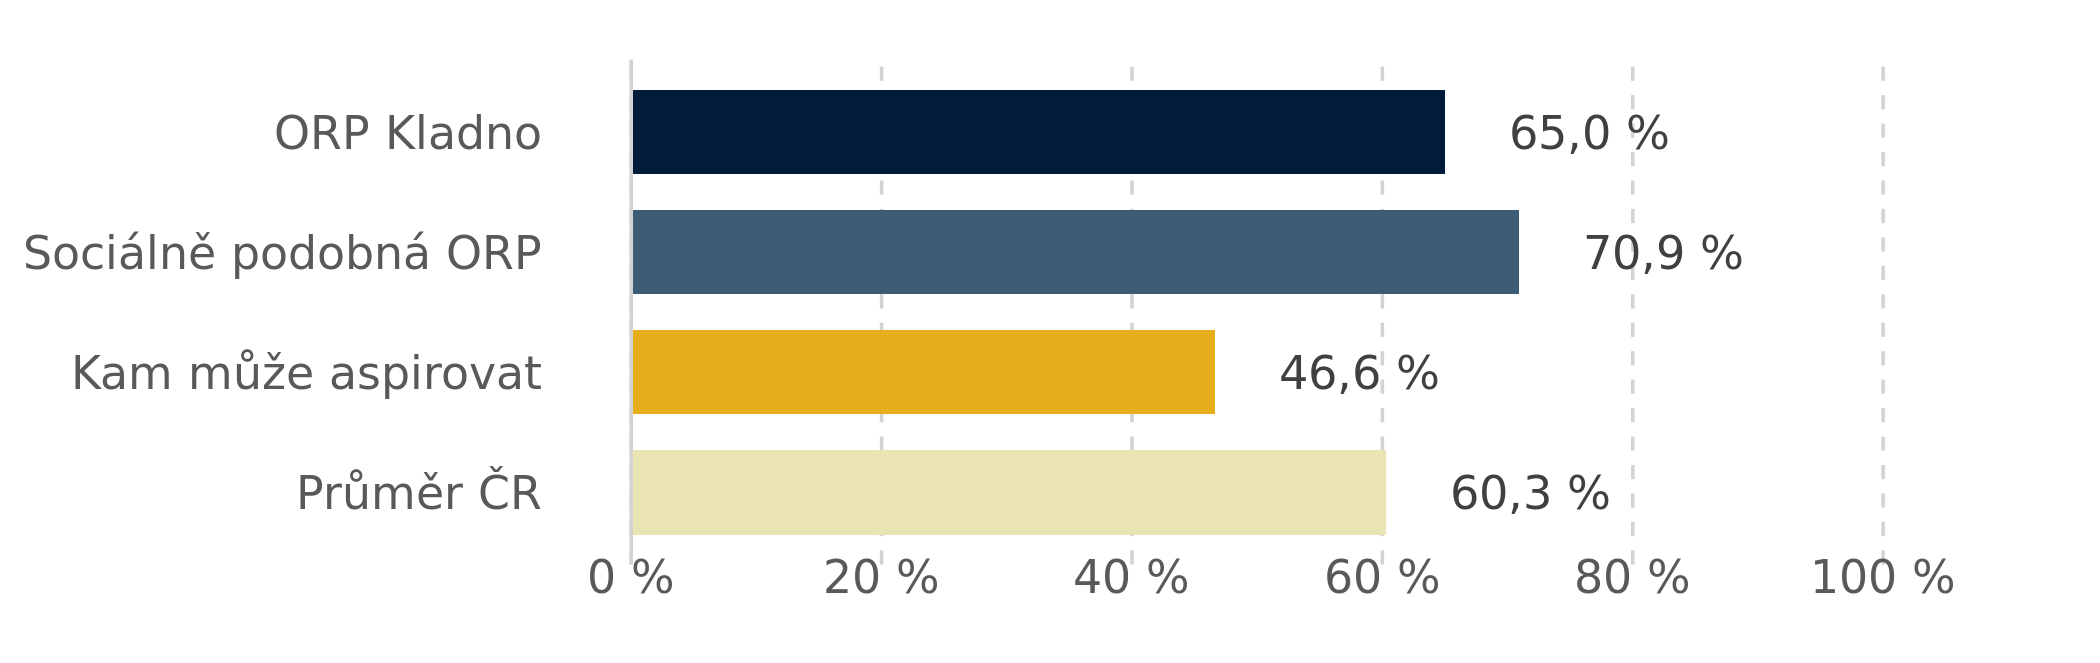 ORP Kladno 65,0 %
Sociálně podobná ORP 70,9 %
Kam může aspirovat 46,6 %
Průměr ČR 60,3 %
0 % 20 % 40 % 60 % 80 % 100 %